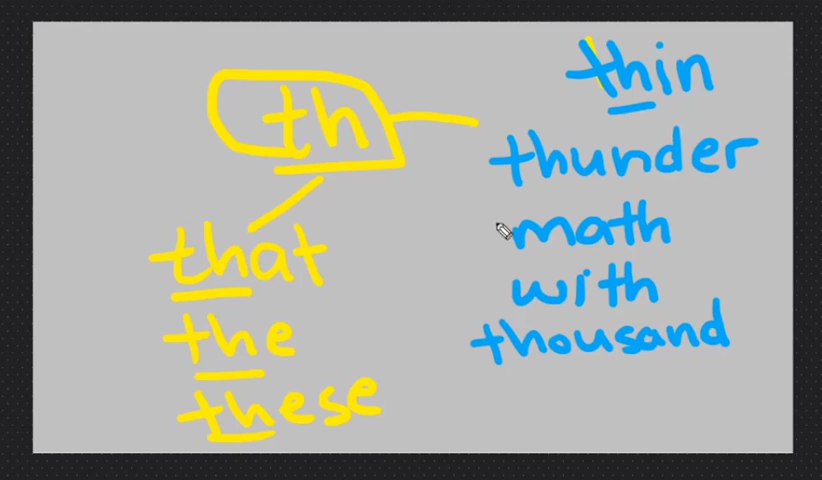 th
that
the
these
thin
thunder
math
with
thousand